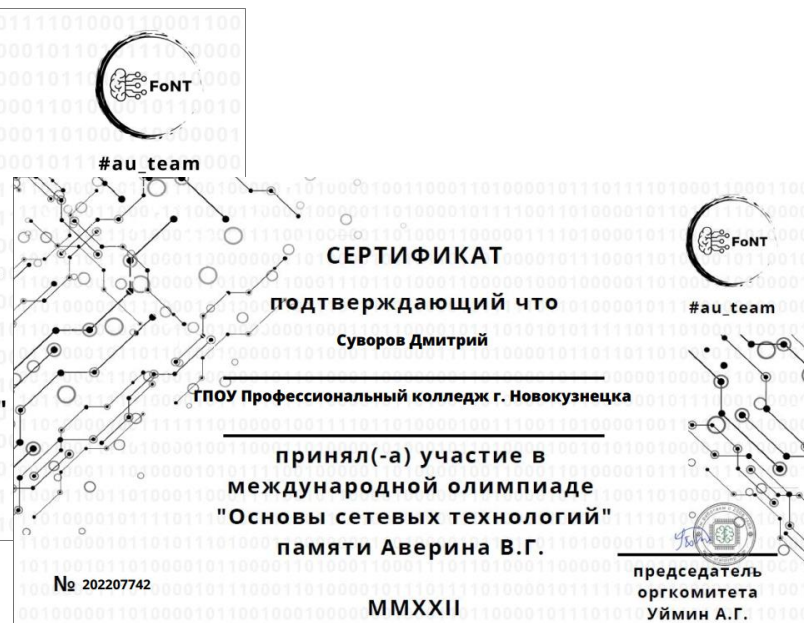 FoNT
#au_team
FoNT
#au_team
СЕРТИФИКАТ
подтверждающий что
Суворов Дмитрий
ГПОУ Профессиональный колледж г. Новокузнецка
принял(-а) участие в
международной олимпиаде
"Основы сетевых технологий"
памяти Аверина В.Г.
№ 202207742
MMXXII
председатель
оргкомитета
Уймин А.Г.